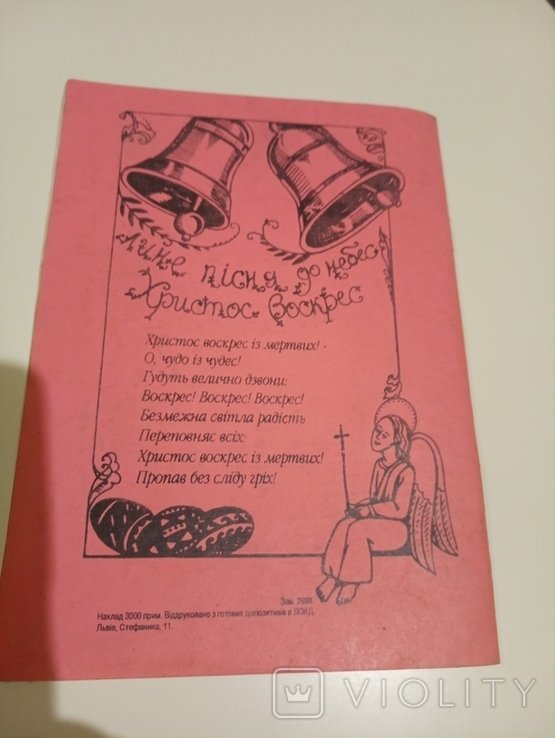 Лине пісня до небес
Христос Воскрес
Христос воскрес із мертвих! -
О, чудо із чудес!
Гудуть велично дзвони:
Воскрес! Воскрес! Воскрес!
Безмежна світла радість
Переповняє всіх:
Христос воскрес із мертвих!
Пропав без сліду гріх!
Зам. 2998
Наклад 3000 прим. Віддруковано з готових діапозитивів в ЛОКД.
Львів, Стефаника, 11.
VIOLITY